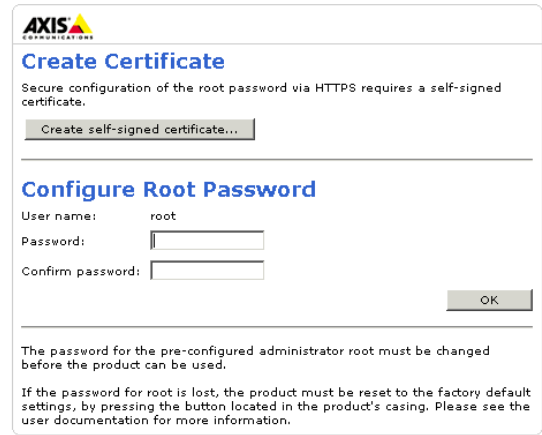 AXIS
COMMUNICATIONS
Create Certificate
Secure configuration of the root password via HTTPS requires a self-signed
certificate.
Create self-signed certificate...
Configure Root Password
User name: root
Password:
Confirm password:
OK
The password for the pre-configured administrator root must be changed
before the product can be used.
If the password for root is lost, the product must be reset to the factory default
settings, by pressing the button located in the product's casing. Please see the
user documentation for more information.